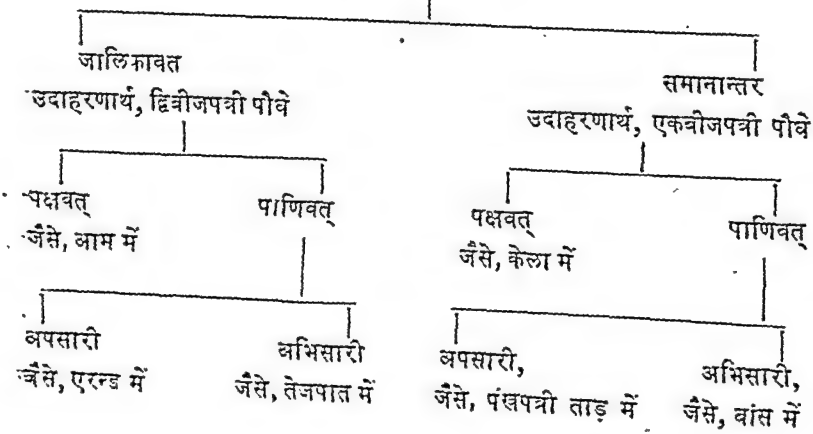 जालिकावत
उदाहरणार्थ, द्विबीजपत्री पौधे
समानान्तर
उदाहरणार्थ, एकबीजपत्री पौधे
पक्षवत्
जैसे, आम में
पाणिवत्
पक्षवत्
जैसे, केला में
पाणिवत्
अपसारी
जैसे, एरन्ड में
अभिसारी
जैसे, तेजपात में
अपसारी,
जैसे, पंखपत्री ताड़ में
अभिसारी,
जैसे, बांस में